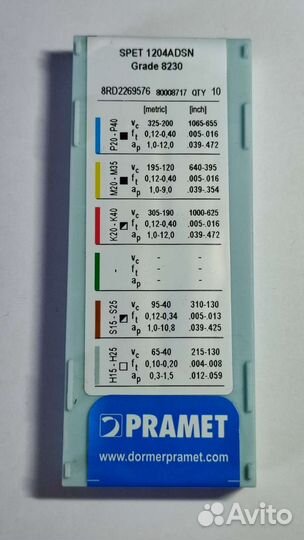 SPET 1204ADSN
Grade 8230
8RD2269576 80008717 QTY 10
[metric] [inch]
P20 - P40
vc 325-200 1065-655
ft 0,12-0,40 .005-016
ap 1,0-12,0 .039-472
M20 - M35
vc 195-120 640-395
ft 0,12-0,40 .005-016
ap 1,0-9,0 .039-.354
K20 - K40
vc 305-190 1000-625
ft 0,12-0,40 .005-016
ap 1,0-12,0 .039-472
-
vc - -
ft - -
ap - -
S15 - S25
vc 95-40 310-130
ft 0,12-0,34 .005-013
ap 1,0-10,8 .039-425
H15 - H25
vc 65-40 215-130
ft 0,10-0,20 .004-008
ap 0,3-1,5 .012-059
PRAMET
www.dormerpramet.com
Avito